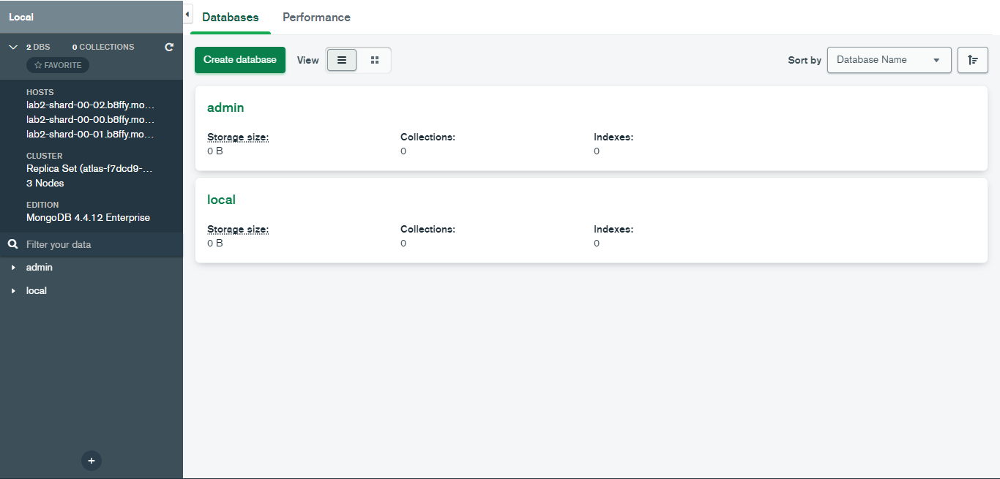 Local
2 DBS 0 COLLECTIONS
FAVORITE
HOSTS
lab2-shard-00-02.b8ffy.mo...
lab2-shard-00-00.b8ffy.mo...
lab2-shard-00-01.b8ffy.mo...
CLUSTER
Replica Set (atlas-f7dcd9-...
3 Nodes
EDITION
MongoDB 4.4.12 Enterprise
Filter your data
admin
local
+
Databases Performance
Create database View Sort by Database Name
admin
Storage size: Collections: Indexes:
0 B 0 0
local
Storage size: Collections: Indexes:
0 B 0 0